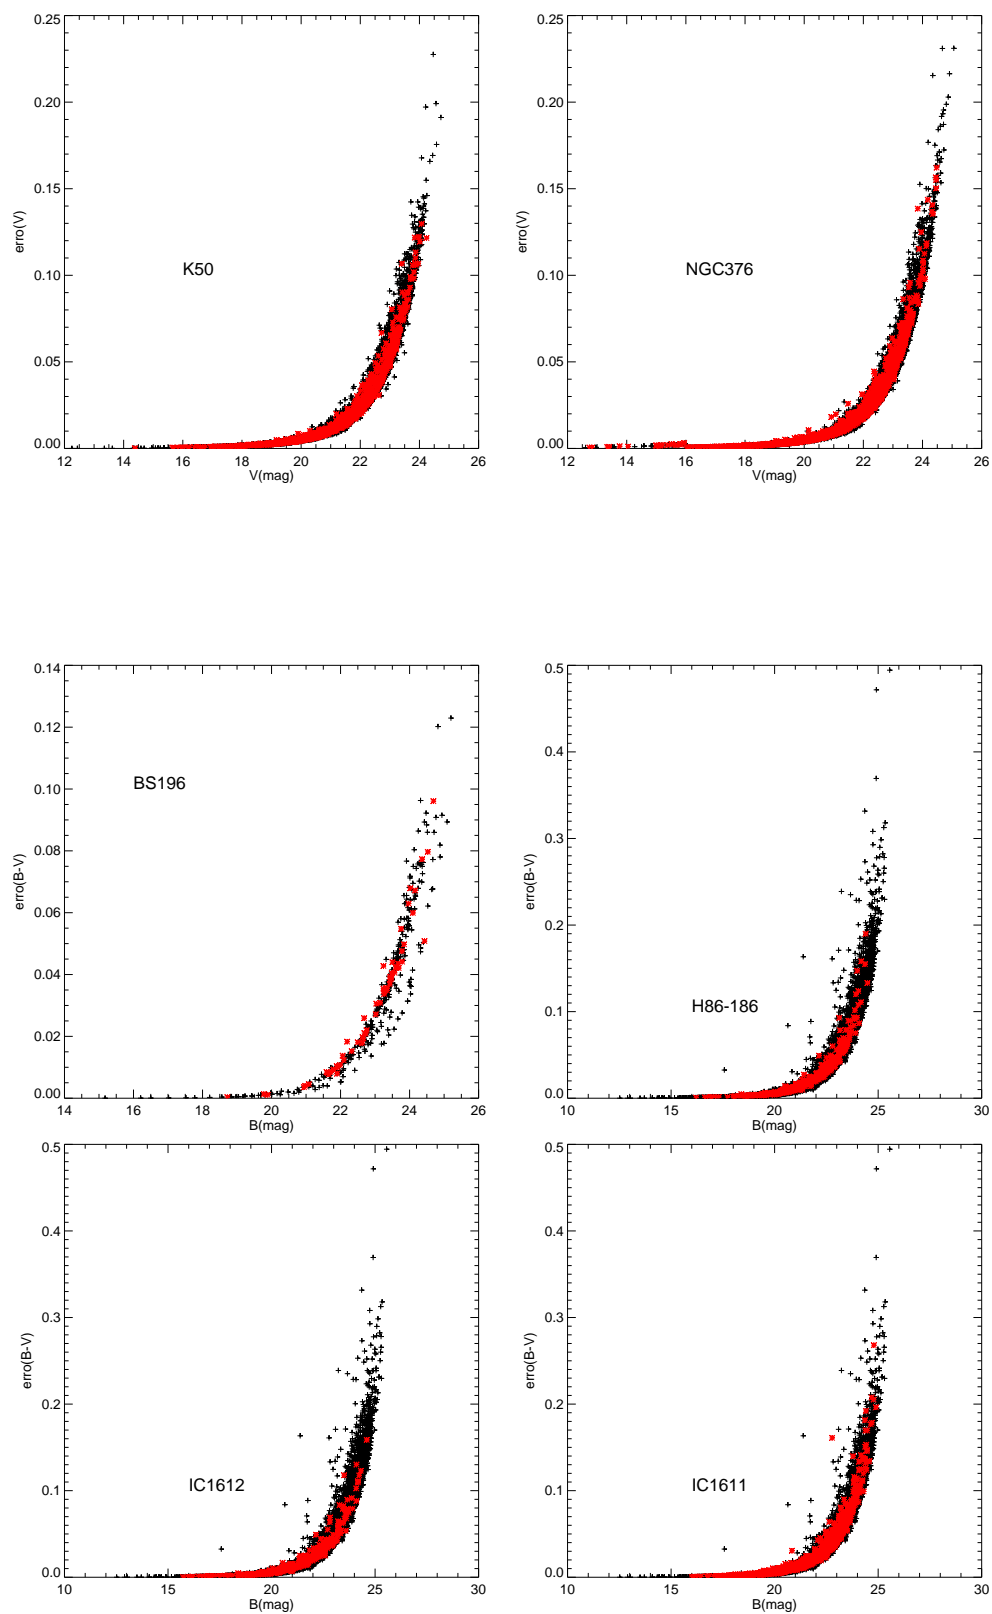 0.25
0.20
0.15
0.10
0.05
0.00
erro(V)
K50
12 14 16 18 20 22 24 26
V(mag)
0.25
0.20
0.15
0.10
0.05
0.00
erro(V)
NGC376
12 14 16 18 20 22 24 26
V(mag)
0.14
0.12
0.10
0.08
0.06
0.04
0.02
0.00
erro(B-V)
BS196
14 16 18 20 22 24 26
B(mag)
0.5
0.4
0.3
0.2
0.1
0.0
erro(B-V)
H86-186
10 15 20 25 30
B(mag)
0.5
0.4
0.3
0.2
0.1
0.0
erro(B-V)
IC1612
10 15 20 25 30
B(mag)
0.5
0.4
0.3
0.2
0.1
0.0
erro(B-V)
IC1611
10 15 20 25 30
B(mag)